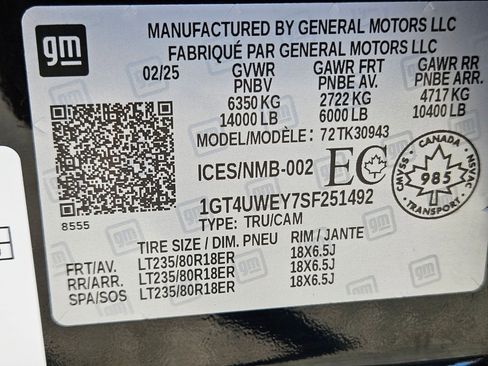 gm
MANUFACTURED BY GENERAL MOTORS LLC
FABRIQUÉ PAR GENERAL MOTORS LLC
02/25 GVWR GAWR FRT GAWR RR
PNBV PNBE AV. PNBE ARR.
6350 KG 2722 KG 4717 KG
14000 LB 6000 LB 10400 LB
MODEL/MODÈLE: 72TK30943
ICES/NMB-002 EC
CANADA
CMVSS 985 NSVAC
TRANSPORT
1GT4UWEY7SF251492
8555 TYPE: TRU/CAM
TIRE SIZE / DIM. PNEU RIM / JANTE
FRT/AV. LT235/80R18ER 18X6.5J
RR/ARR. LT235/80R18ER 18X6.5J
SPA/SOS LT235/80R18ER 18X6.5J